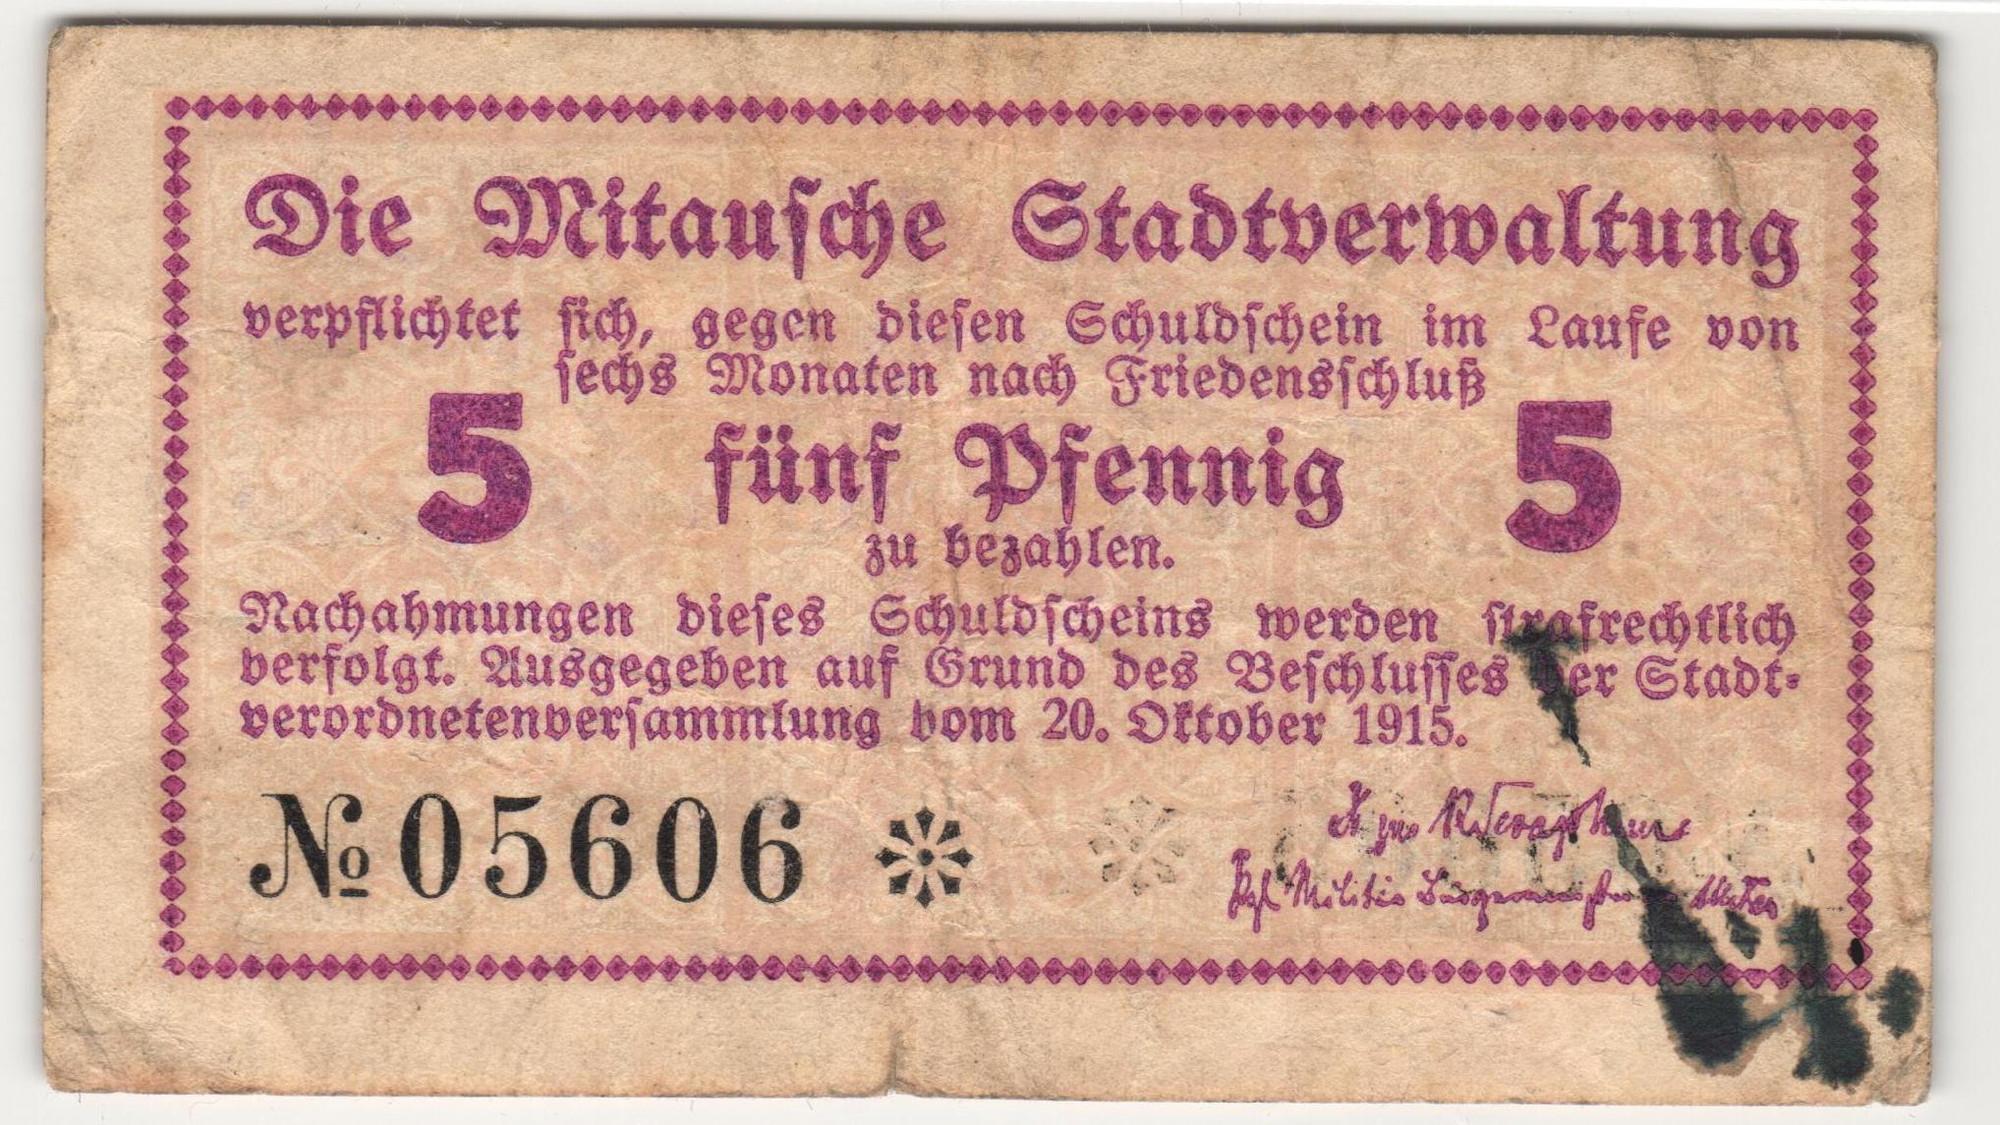 Die Mitausche Stadtverwaltung
verpflichtet sich, gegen diesen Schuldschein im Laufe von
sechs Monaten nach Friedensschluß
5 fünf Pfennig 5
zu bezahlen.
Nachahmungen dieses Schuldscheins werden strafrechtlich
verfolgt. Ausgegeben auf Grund des Beschlusses der Stadt-
verordnetenversammlung vom 20. Oktober 1915.
№ 05606